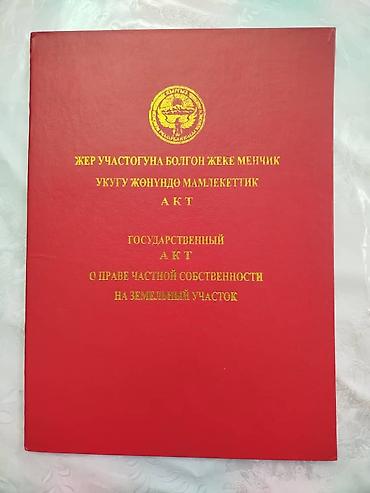 ЖЕР УЧАСТОГУНА БОЛГОН ЖЕКЕ МЕНЧИК
УКУГУ ЖӨНҮНДӨ МАМЛЕКЕТТИК
АКТ
ГОСУДАРСТВЕННЫЙ
АКТ
О ПРАВЕ ЧАСТНОЙ СОБСТВЕННОСТИ
НА ЗЕМЕЛЬНЫЙ УЧАСТОК